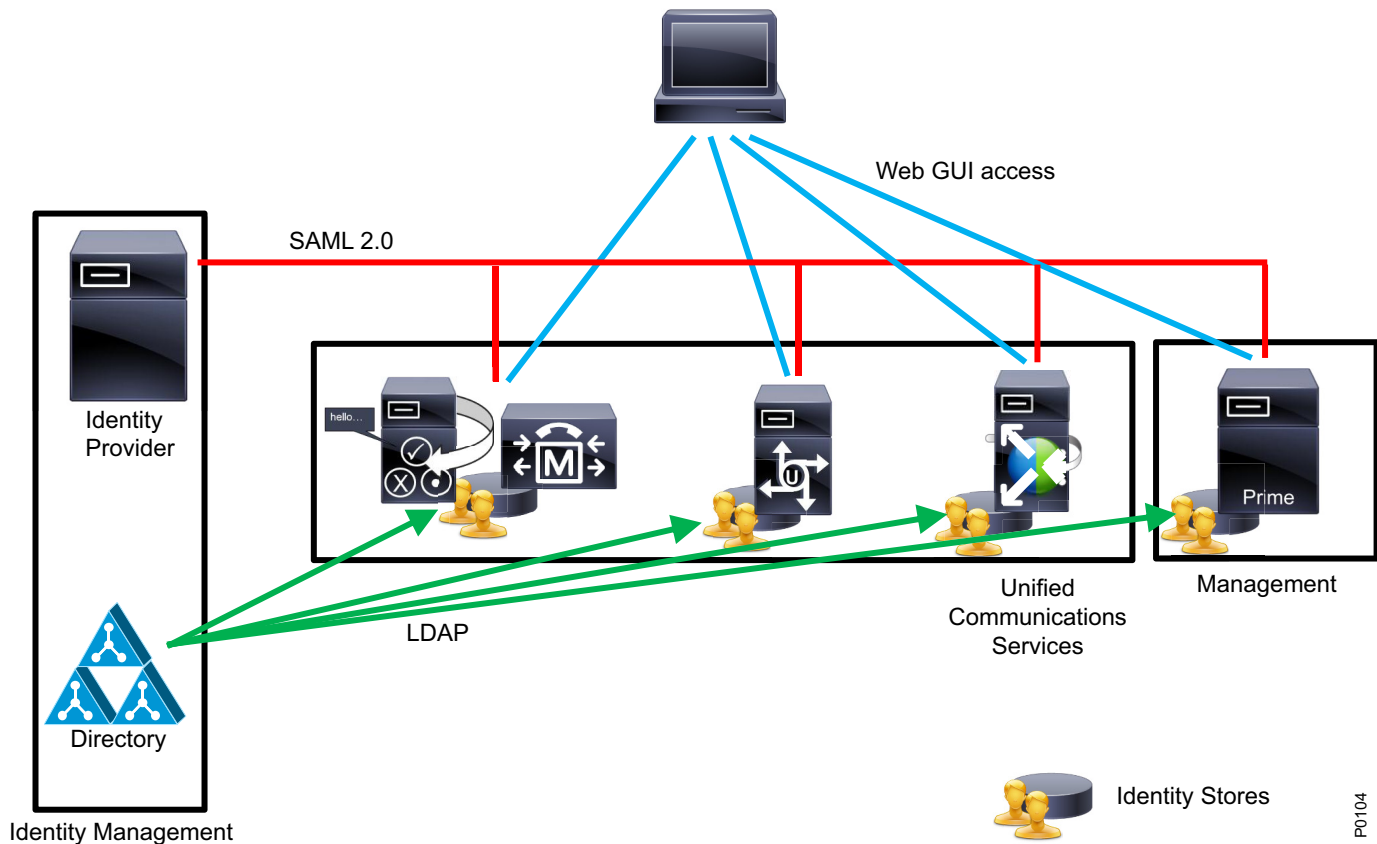 Web GUI access
SAML 2.0
Identity
Provider
hello...
M
U
Prime
Unified
Communications
Services
Management
LDAP
Directory
Identity Stores
Identity Management
P0104